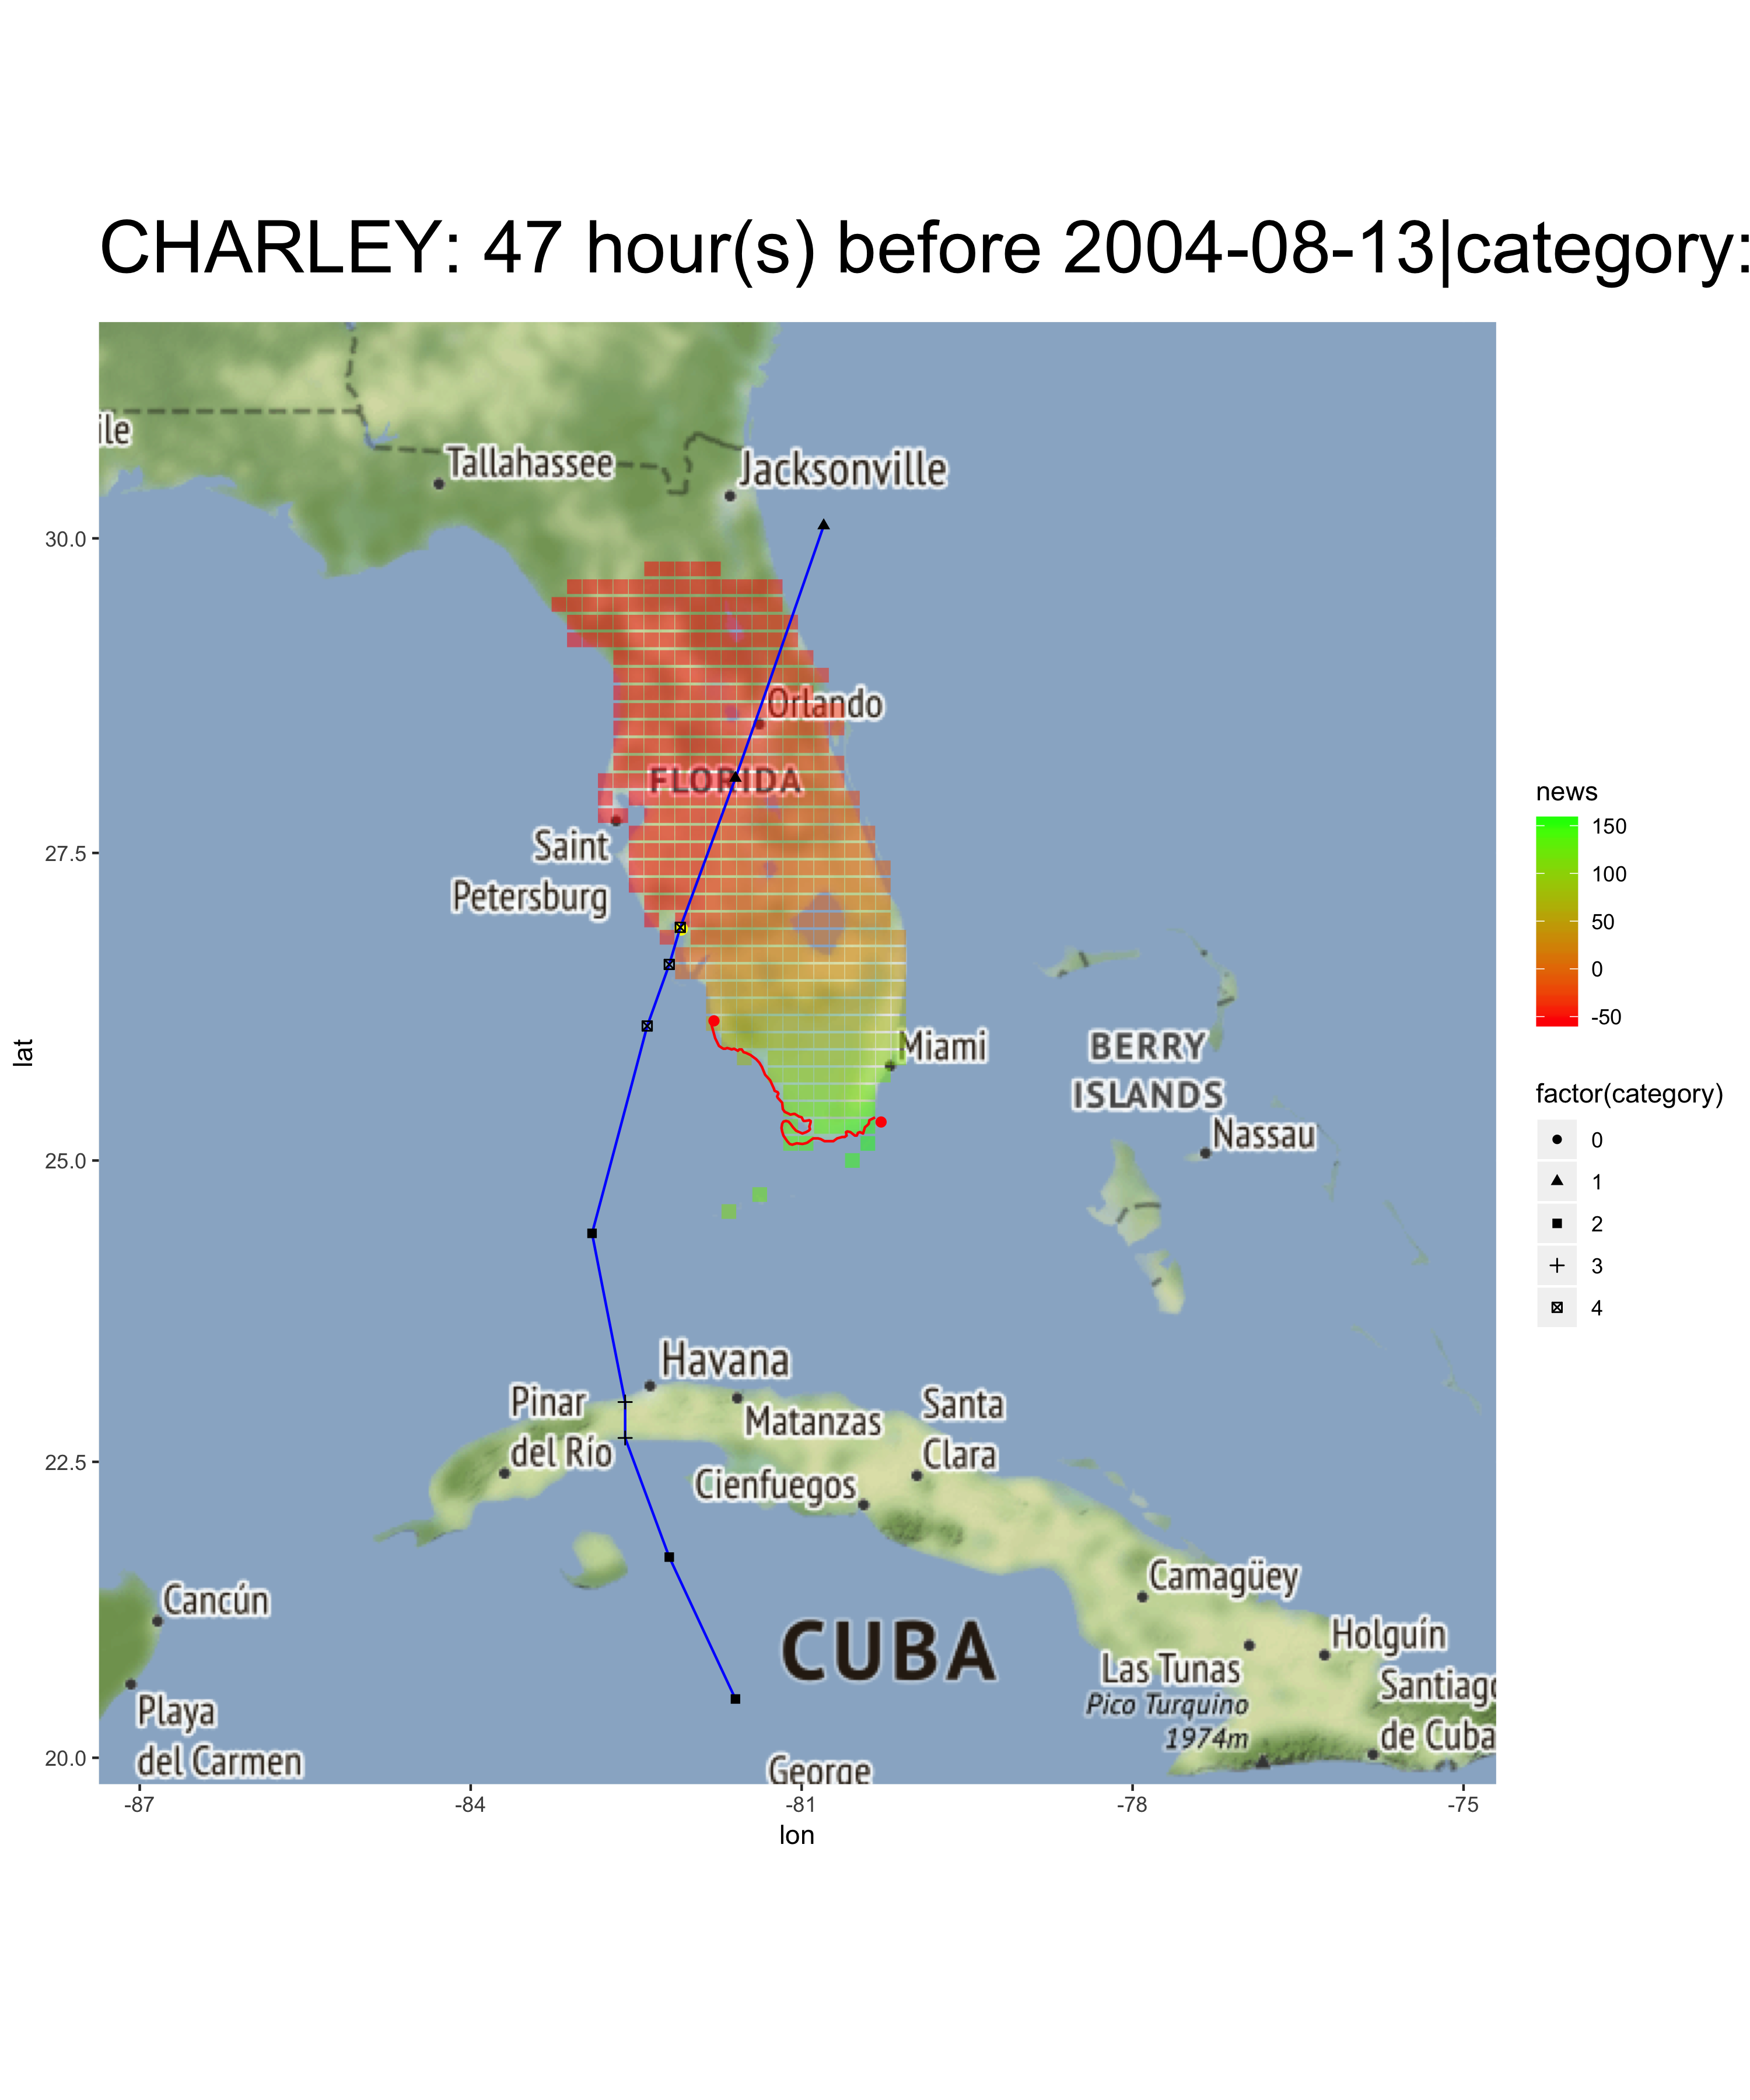 CHARLEY: 47 hour(s) before 2004-08-13|category:
ile
Tallahassee
Jacksonville
30.0
Orlando
FLORIDA
27.5
Saint
Petersburg
news
150
100
50
0
-50
lat
Miami
BERRY
ISLANDS
Nassau
factor(category)
0
1
2
3
4
25.0
Havana
Pinar
del Río
Matanzas
Santa
Clara
22.5
Cienfuegos
Camagüey
Cancún
Holguín
CUBA
Las Tunas
Pico Turquino
1974m
Santiago
de Cuba
Playa
del Carmen
20.0
George
-87
-84
-81
-78
-75
lon